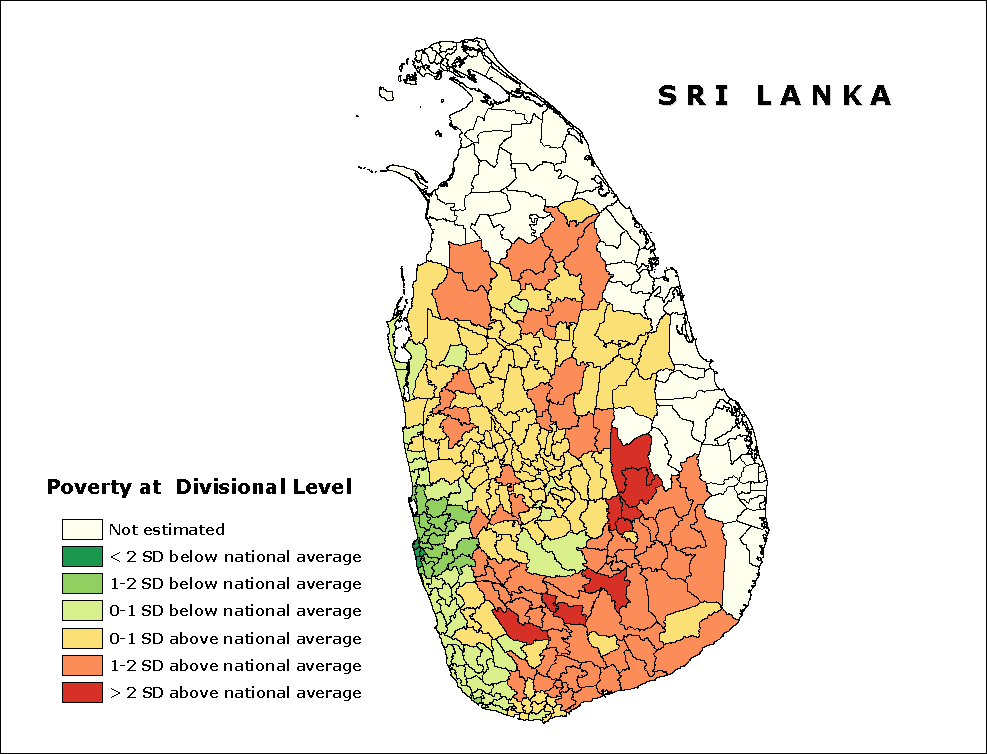 SRI LANKA
Poverty at Divisional Level
Not estimated
< 2 SD below national average
1-2 SD below national average
0-1 SD below national average
0-1 SD above national average
1-2 SD above national average
> 2 SD above national average